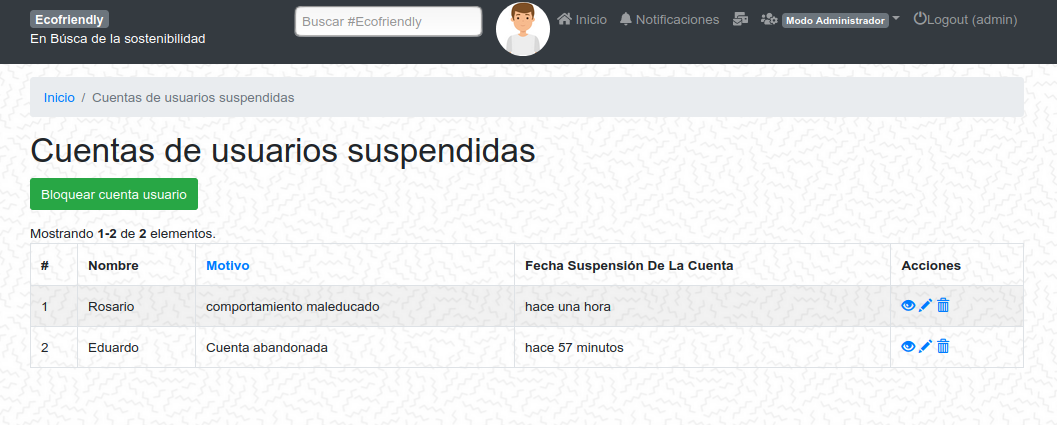 Ecofriendly
En Búsca de la sostenibilidad
Buscar #Ecofriendly
Inicio
Notificaciones
Modo Administrador
Logout (admin)
Inicio / Cuentas de usuarios suspendidas
Cuentas de usuarios suspendidas
Bloquear cuenta usuario
Mostrando 1-2 de 2 elementos.
# Nombre Motivo Fecha Suspensión De La Cuenta Acciones
1 Rosario comportamiento maleducado hace una hora
2 Eduardo Cuenta abandonada hace 57 minutos